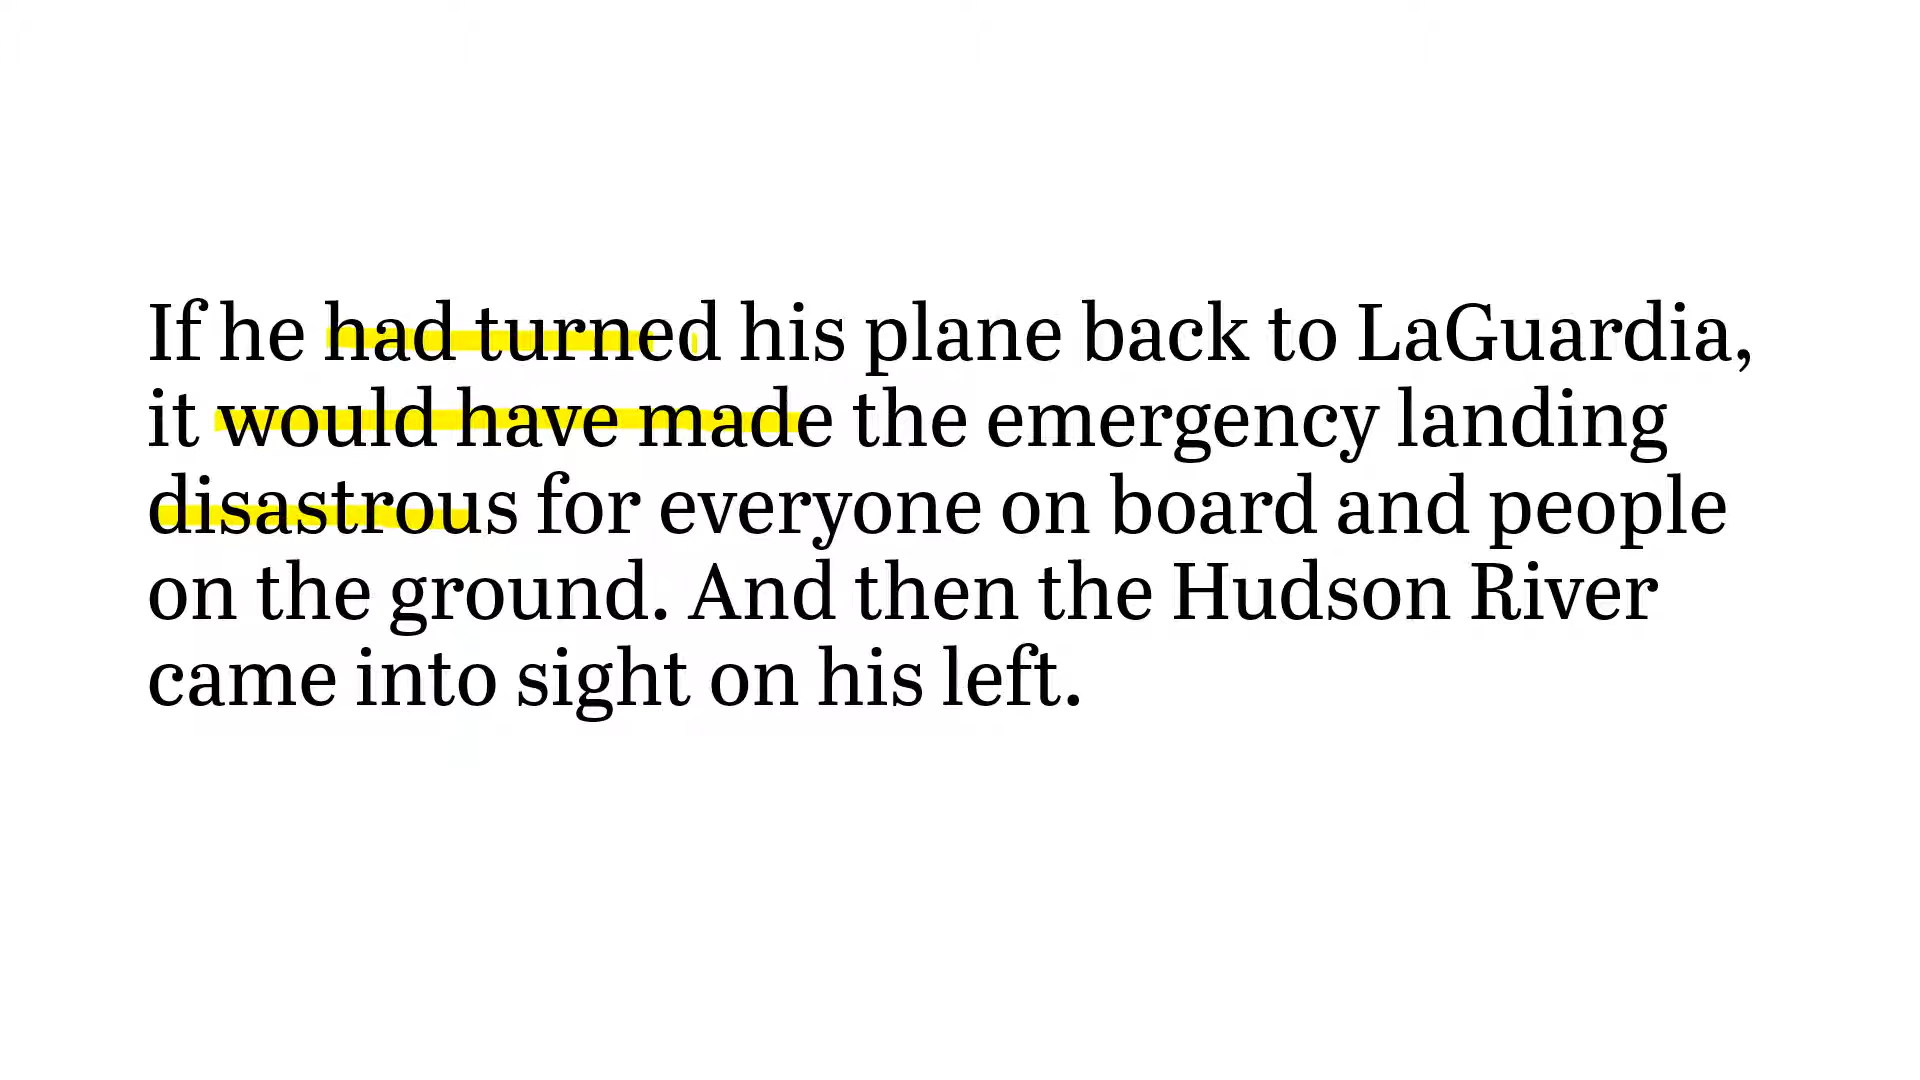 If he had turned his plane back to LaGuardia,
it would have made the emergency landing
disastrous for everyone on board and people
on the ground. And then the Hudson River
came into sight on his left.